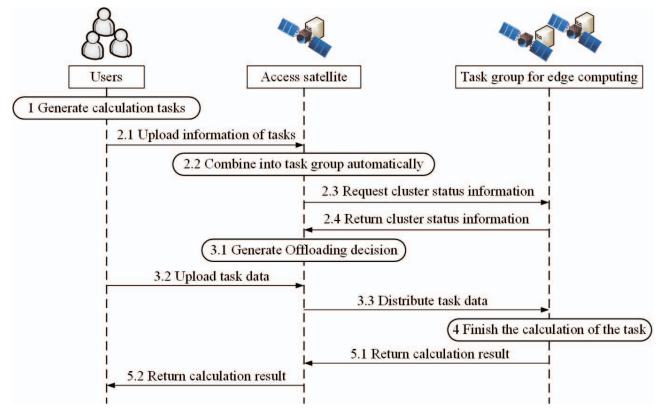 Users
Access satellite
Task group for edge computing
1 Generate calculation tasks
2.1 Upload information of tasks
2.2 Combine into task group automatically
2.3 Request cluster status information
2.4 Return cluster status information
3.1 Generate Offloading decision
3.2 Upload task data
3.3 Distribute task data
4 Finish the calculation of the task
5.1 Return calculation result
5.2 Return calculation result